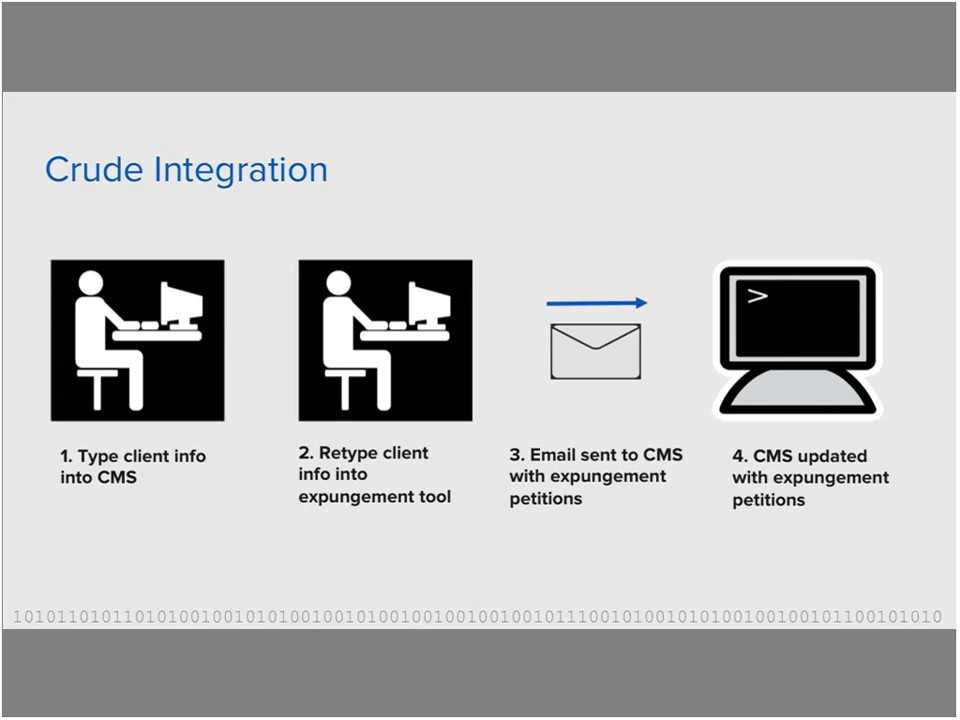 Crude Integration
>
1. Type client info
into CMS
2. Retype client
info into
expungement tool
3. Email sent to CMS
with expungement
petitions
4. CMS updated
with expungement
petitions